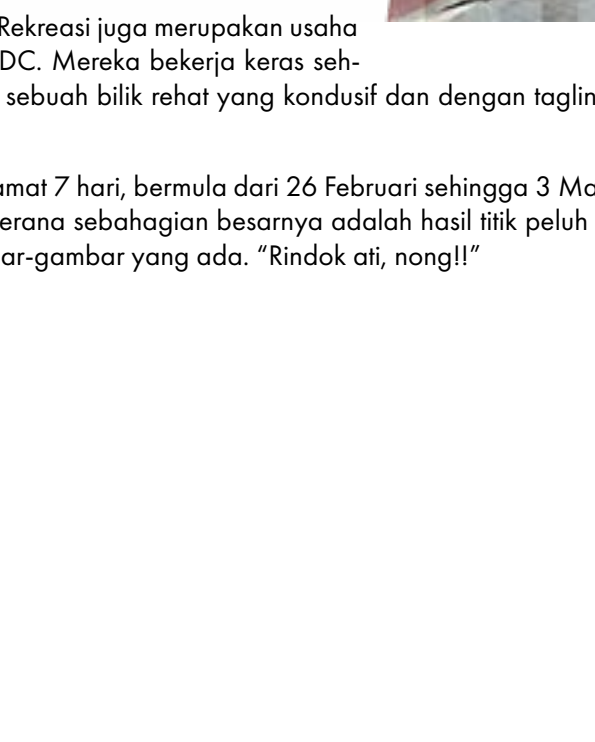 Rekreasi juga merupakan usaha
DC. Mereka bekerja keras seh-
sebuah bilik rehat yang kondusif dan dengan taglin
amat 7 hari, bermula dari 26 Februari sehingga 3 Ma
erana sebahagian besarnya adalah hasil titik peluh
ar-gambar yang ada. “Rindok ati, nong!!”